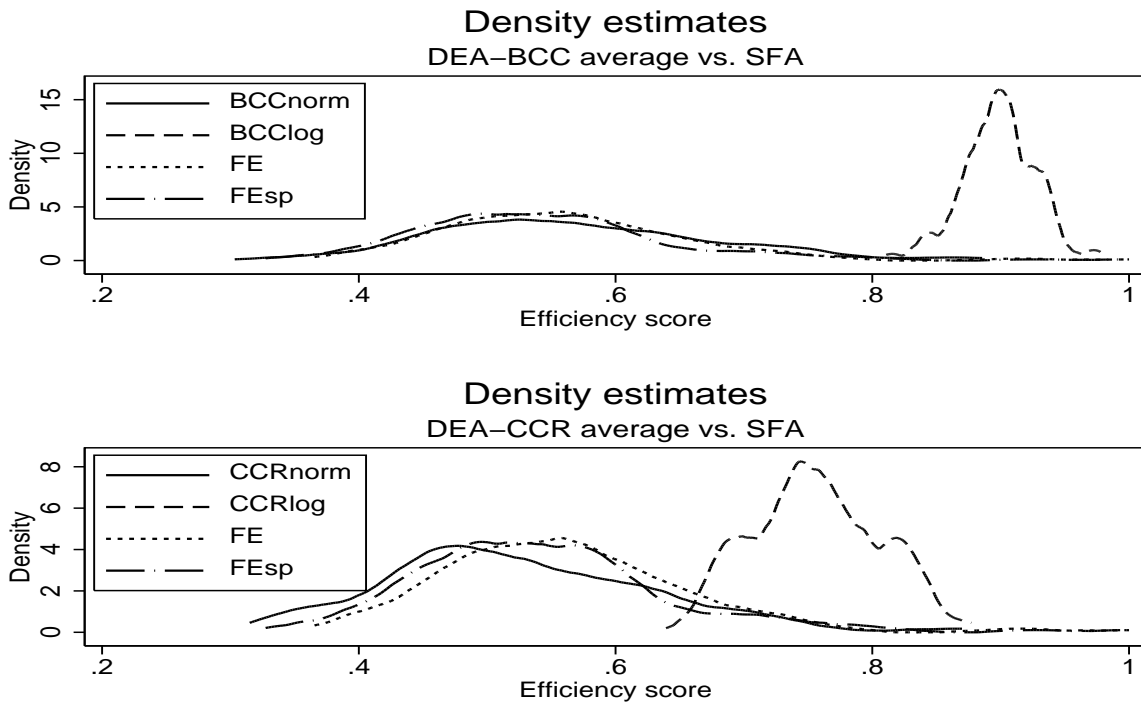 Density estimates
DEA−BCC average vs. SFA
BCCnorm
BCClog
FE
FEsp
Density
15
10
5
0
.2 .4 .6 .8 1
Efficiency score
Density estimates
DEA−CCR average vs. SFA
CCRnorm
CCRlog
FE
FEsp
Density
8
6
4
2
0
.2 .4 .6 .8 1
Efficiency score